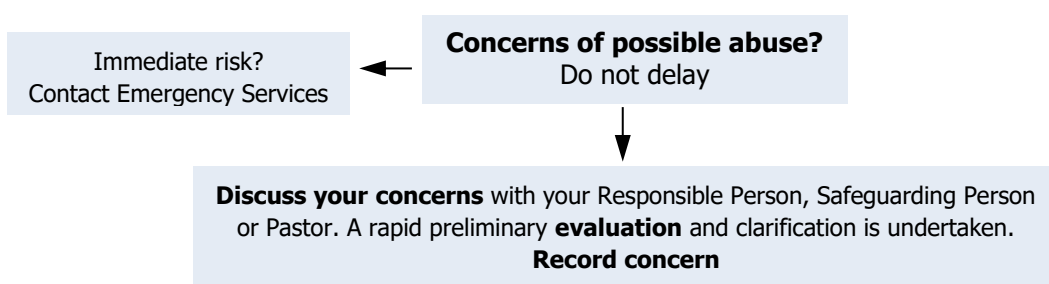 Concerns of possible abuse?
Do not delay
Immediate risk?
Contact Emergency Services
Discuss your concerns with your Responsible Person, Safeguarding Person
or Pastor. A rapid preliminary evaluation and clarification is undertaken.
Record concern